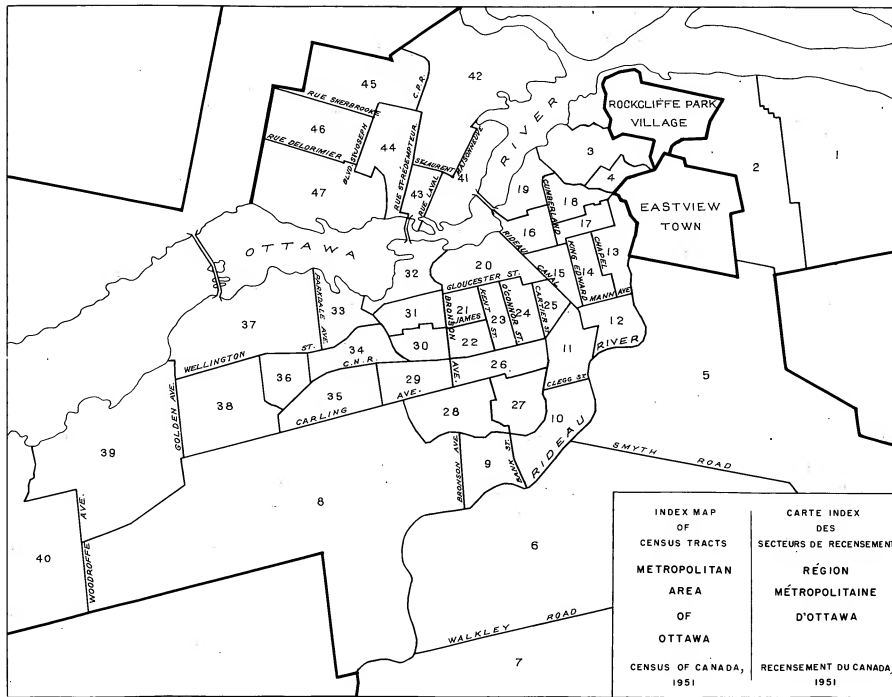 45
42
C.P.R.
RUE SHERBROOKE
46
44
RUE DELORIMIER
BLVD. ST-JOSEPH
RUE ST-RÉDEMPTEUR
ST-LAURENT
MAISONNEUVE
41
43
RUE LAVAL
47
RIVER
ROCKCLIFFE PARK
VILLAGE
3
4
2
1
EASTVIEW
TOWN
19
CUMBERLAND
18
17
16
RIDEAU
CANAL
15
KING EDWARD
14
CHAPEL
13
MANN AVE.
OTTAWA
32
20
GLOUCESTER ST.
PARKDALE AVE.
33
31
BRONSON
AVE.
21
JAMES
KENT
ST.
23
O'CONNOR ST.
24
CARTIER ST.
25
12
RIVER
37
WELLINGTON
ST.
34
C.N.R.
30
22
26
11
CLEGG ST.
5
36
35
29
CARLING
AVE.
38
GOLDEN AVE.
28
27
10
39
RIDEAU
SMYTH
ROAD
BRONSON AVE.
9
BANK ST.
8
40
WOODROFFE
AVE.
6
WALKLEY
ROAD
7
INDEX MAP
OF
CENSUS TRACTS
METROPOLITAN
AREA
OF
OTTAWA
CENSUS OF CANADA,
1951
CARTE INDEX
DES
SECTEURS DE RECENSEMENT
RÉGION
MÉTROPOLITAINE
D'OTTAWA
RECENSEMENT DU CANADA,
1951